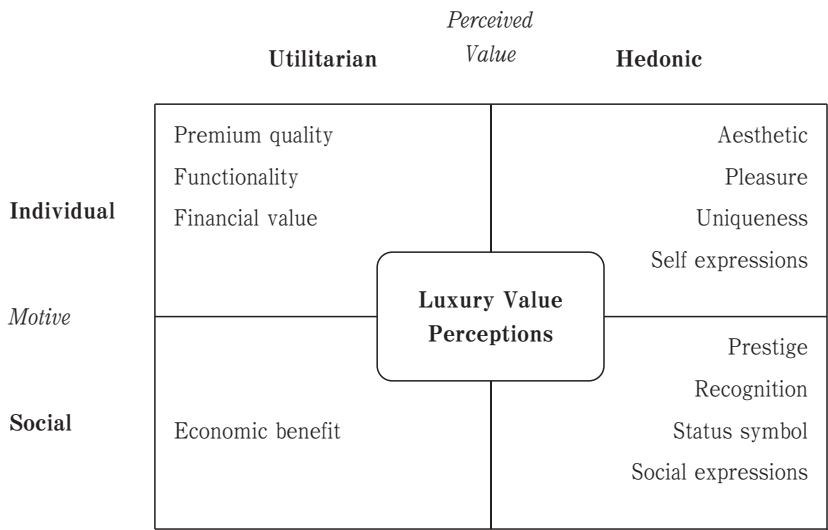 Perceived
Value
Utilitarian
Hedonic
Individual
Premium quality
Functionality
Financial value
Aesthetic
Pleasure
Uniqueness
Self expressions
Luxury Value
Perceptions
Motive
Social
Economic benefit
Prestige
Recognition
Status symbol
Social expressions